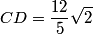 CD = \frac{12}{5}\sqrt{2}